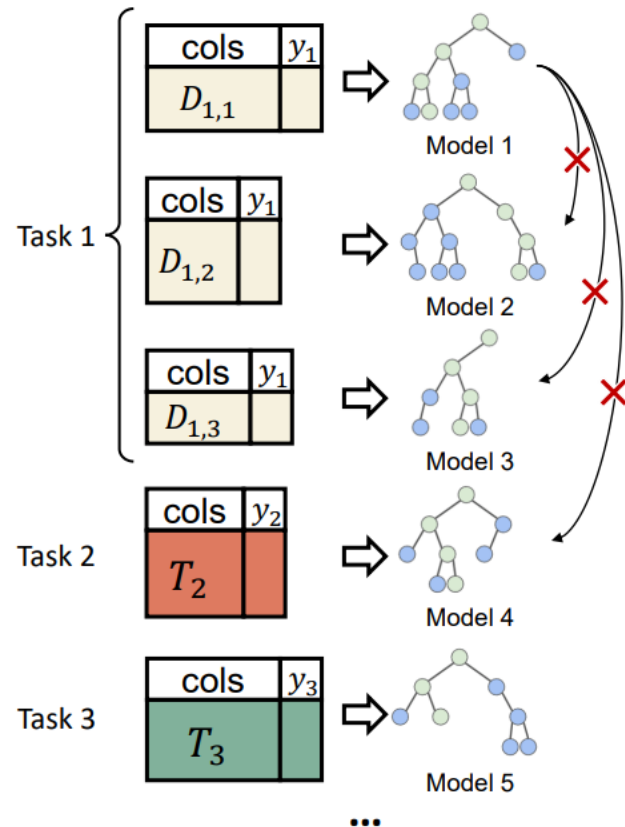 cols y₁
D₁,₁
Model 1
Task 1
cols y₁
D₁,₂
Model 2
cols y₁
D₁,₃
Model 3
Task 2
cols y₂
T₂
Model 4
Task 3
cols y₃
T₃
Model 5
...